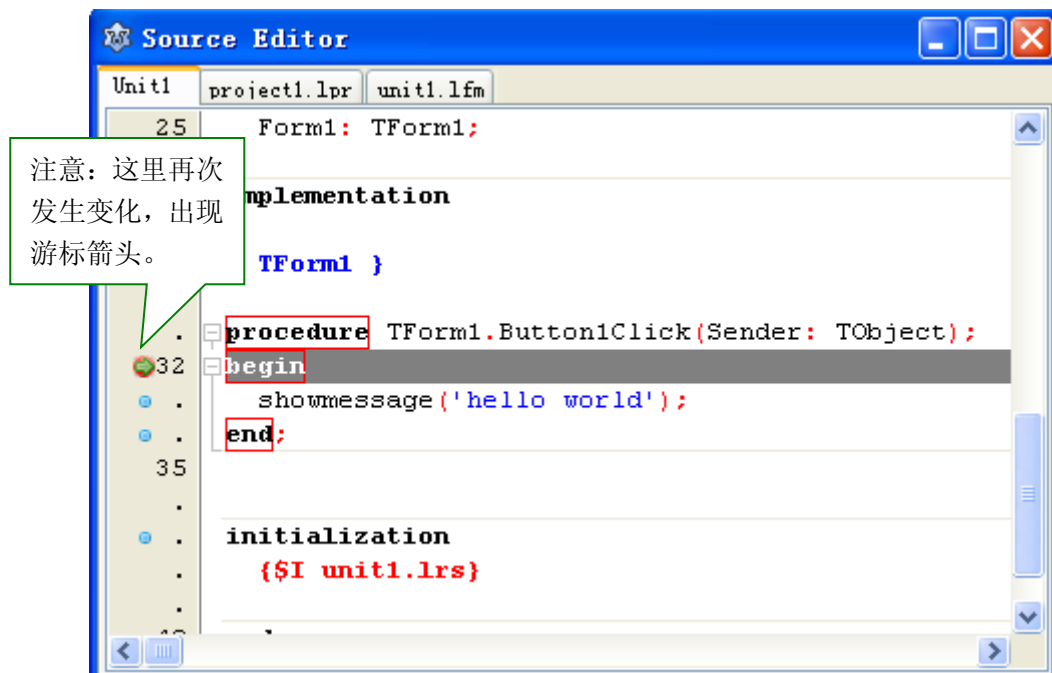 Source Editor
Unit1 project1.lpr unit1.lfm
25 Form1: TForm1;
注意：这里再次
发生变化，出现
游标箭头。
mplementation
TForm1 }
. procedure TForm1.Button1Click(Sender: TObject);
32 begin
. showmessage('hello world');
. end;
35
.
. initialization
. {$I unit1.lrs}
.